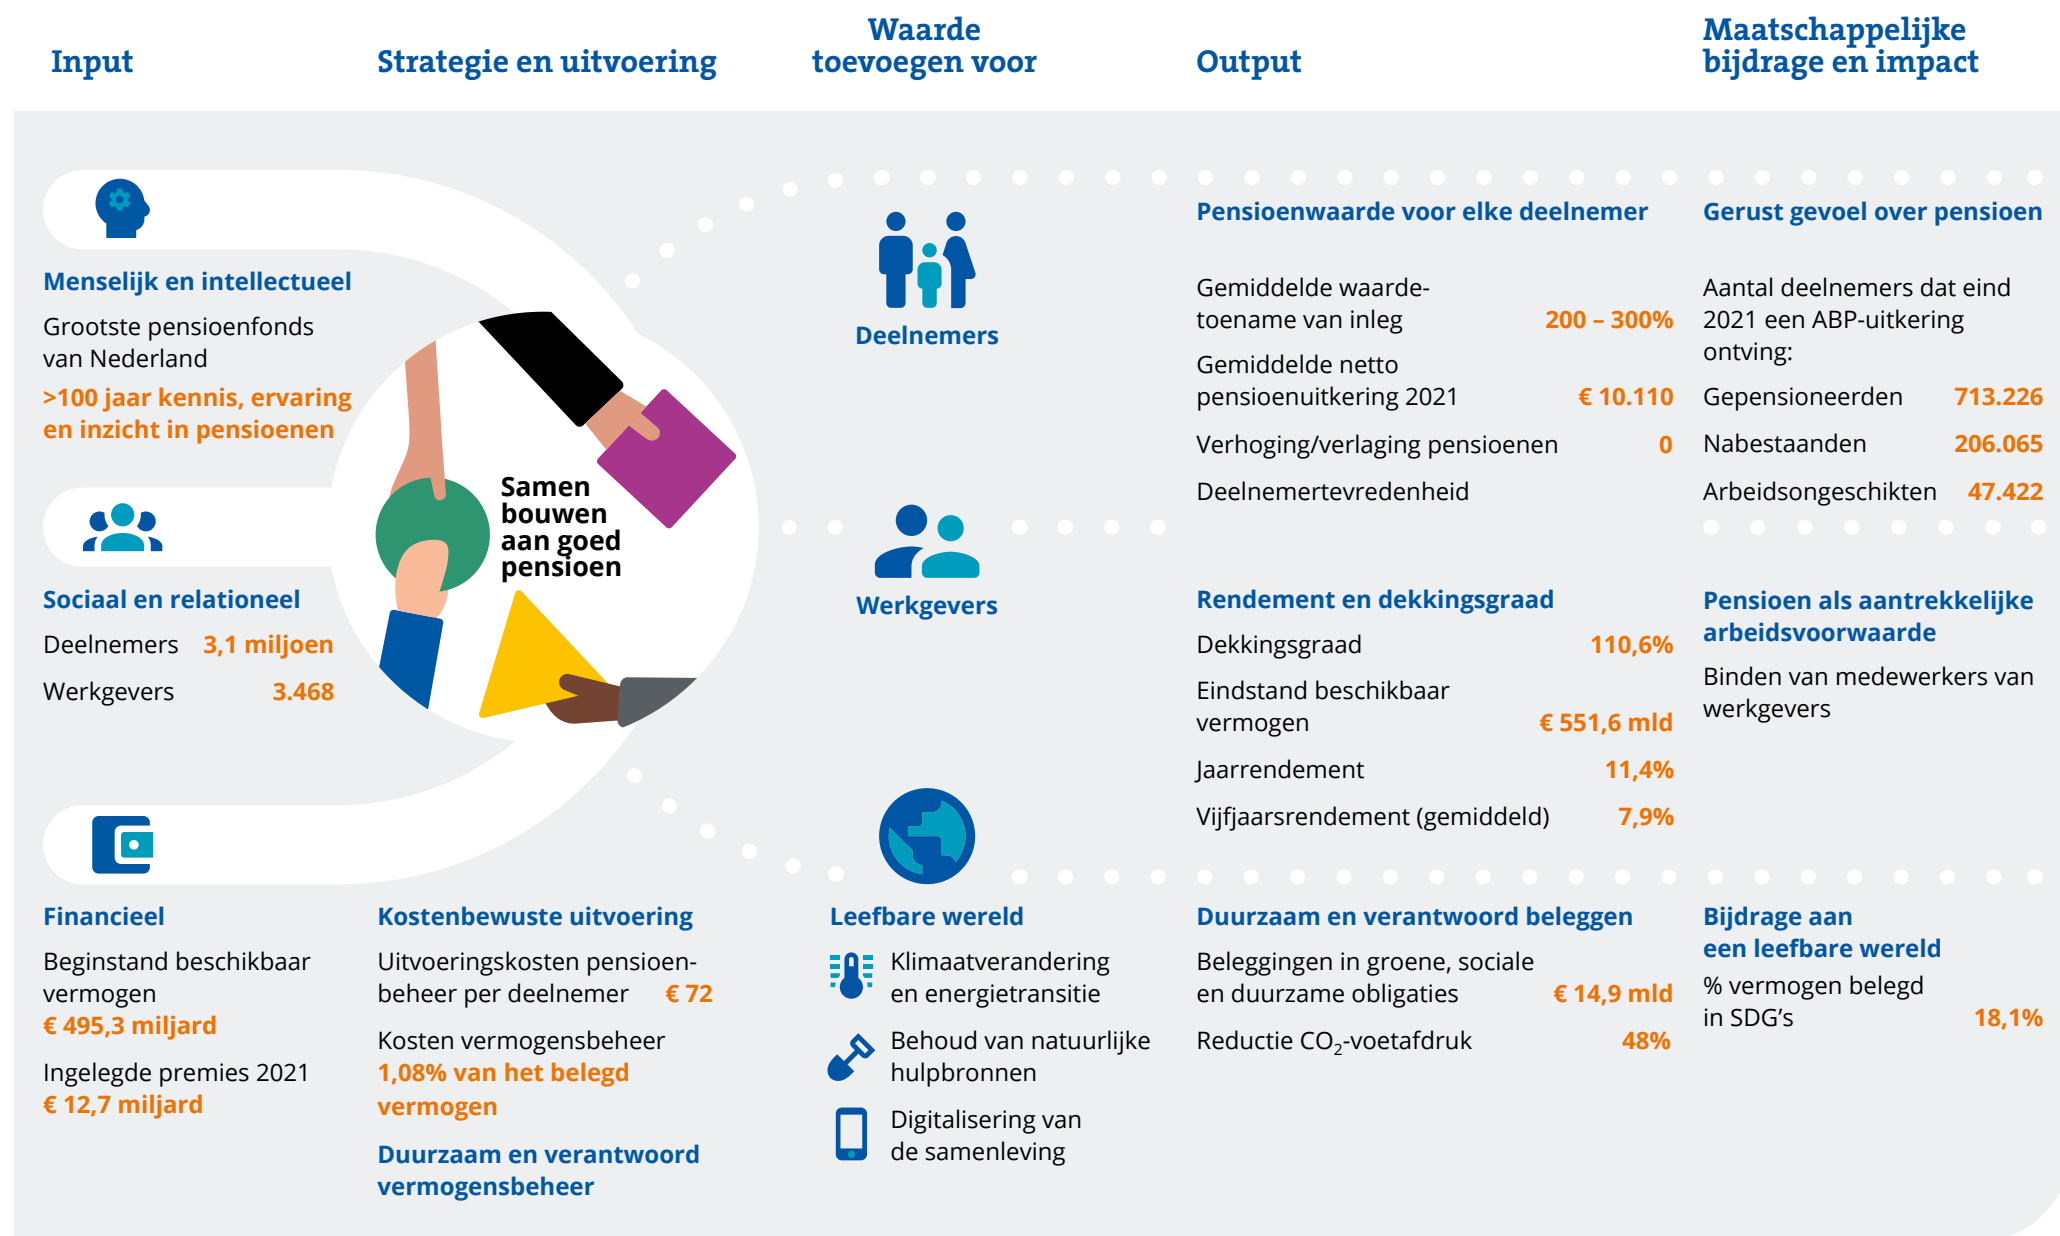 Input
Strategie en uitvoering
Waarde
toevoegen voor
Output
Maatschappelijke
bijdrage en impact
Menselijk en intellectueel
Grootste pensioenfonds
van Nederland
>100 jaar kennis, ervaring
en inzicht in pensioenen
Sociaal en relationeel
Deelnemers 3,1 miljoen
Werkgevers 3.468
Financieel
Beginstand beschikbaar
vermogen
€ 495,3 miljard
Ingelegde premies 2021
€ 12,7 miljard
Samen
bouwen
aan goed
pensioen
Kostenbewuste uitvoering
Uitvoeringskosten pensioen-
beheer per deelnemer € 72
Kosten vermogensbeheer
1,08% van het belegd
vermogen
Duurzaam en verantwoord
vermogensbeheer
Deelnemers
Werkgevers
Leefbare wereld
Klimaatverandering
en energietransitie
Behoud van natuurlijke
hulpbronnen
Digitalisering van
de samenleving
Pensioenwaarde voor elke deelnemer
Gemiddelde waarde-
toename van inleg 200 – 300%
Gemiddelde netto
pensioenuitkering 2021 € 10.110
Verhoging/verlaging pensioenen 0
Deelnemertevredenheid
Rendement en dekkingsgraad
Dekkingsgraad 110,6%
Eindstand beschikbaar
vermogen € 551,6 mld
Jaarrendement 11,4%
Vijfjaarsrendement (gemiddeld) 7,9%
Duurzaam en verantwoord beleggen
Beleggingen in groene, sociale
en duurzame obligaties € 14,9 mld
Reductie CO₂-voetafdruk 48%
Gerust gevoel over pensioen
Aantal deelnemers dat eind
2021 een ABP-uitkering
ontving:
Gepensioneerden 713.226
Nabestaanden 206.065
Arbeidsongeschikten 47.422
Pensioen als aantrekkelijke
arbeidsvoorwaarde
Binden van medewerkers van
werkgevers
Bijdrage aan
een leefbare wereld
% vermogen belegd
in SDG’s 18,1%